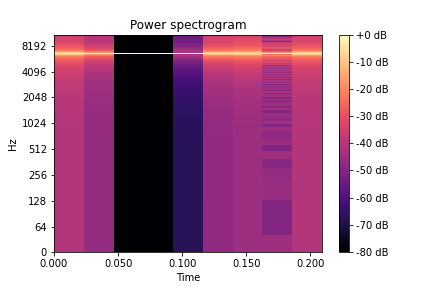 Power spectrogram
8192
4096
2048
1024
512
256
128
64
0
Hz
0.000 0.050 0.100 0.150 0.200
Time
+0 dB
-10 dB
-20 dB
-30 dB
-40 dB
-50 dB
-60 dB
-70 dB
-80 dB